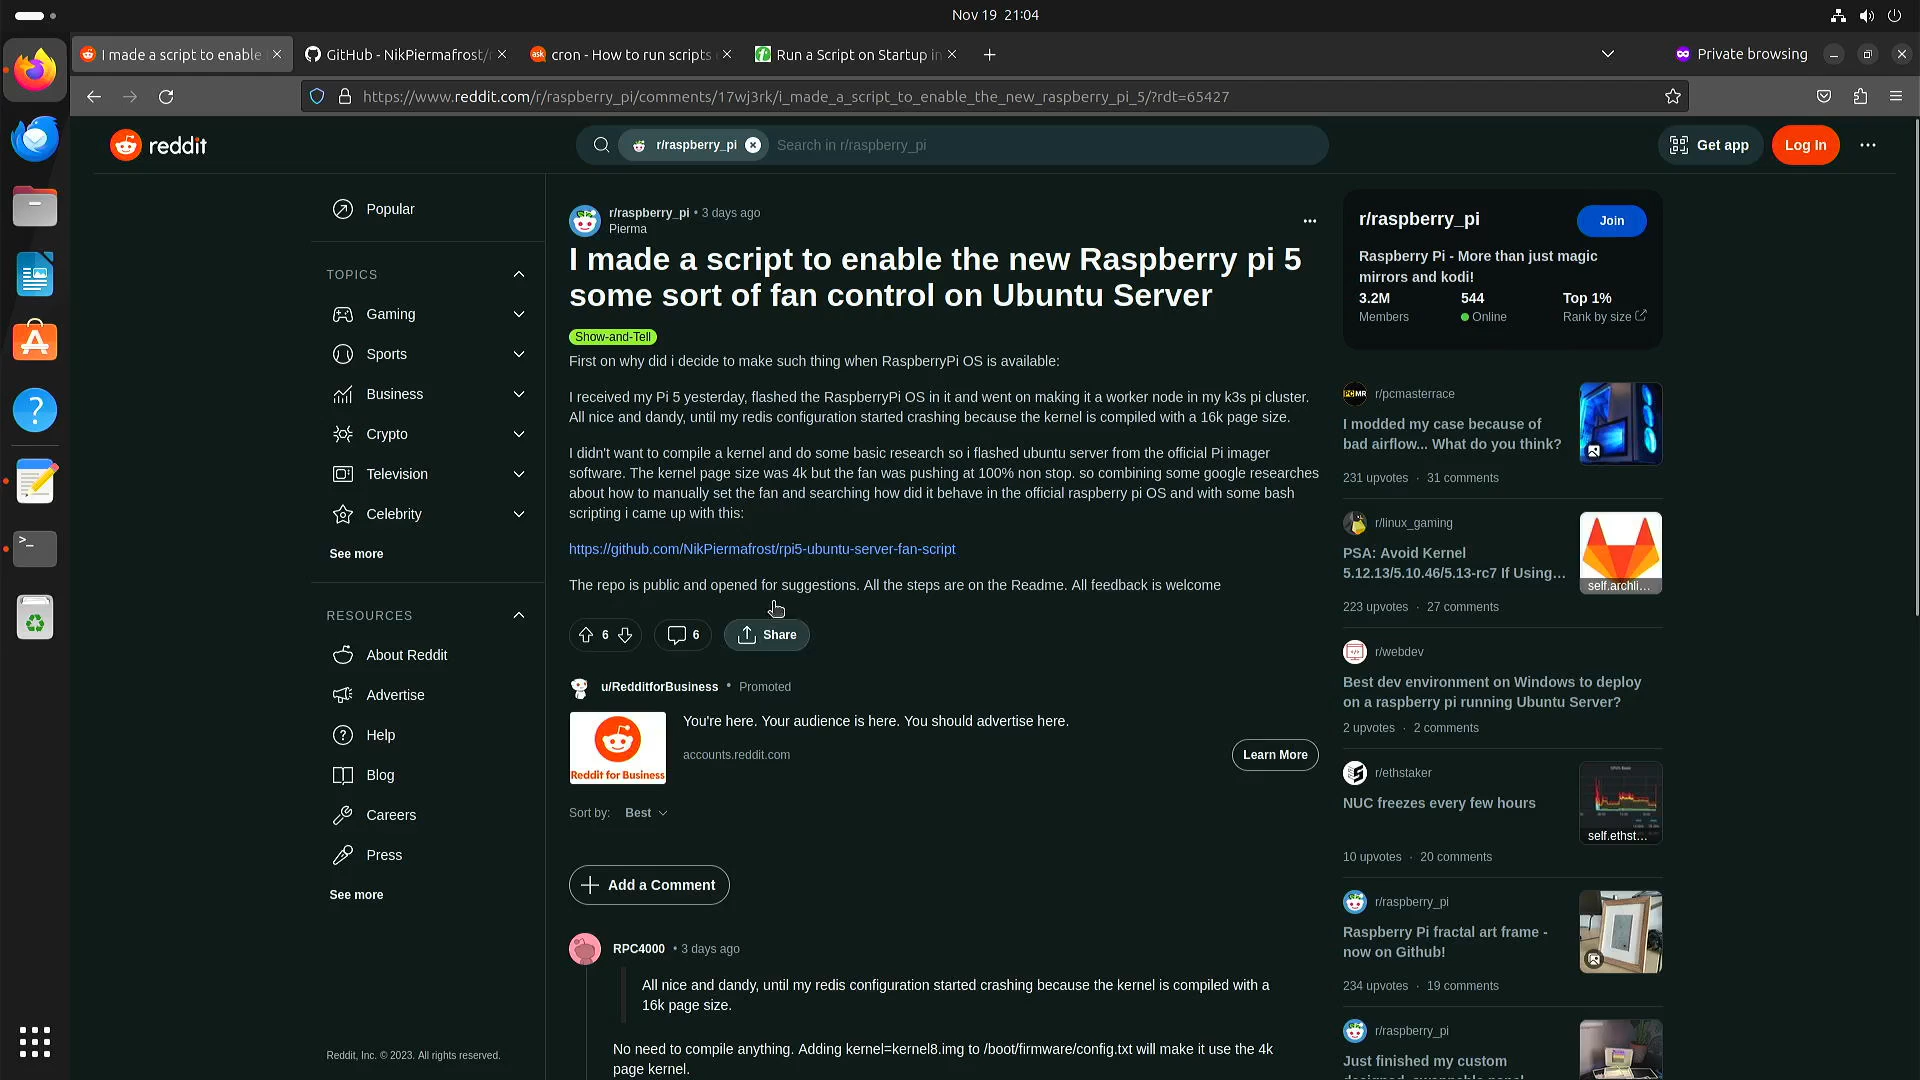 Nov 19 21:04
I made a script to enable
GitHub - NikPiermafrost/
cron - How to run scripts
Run a Script on Startup in
Private browsing
https://www.reddit.com/r/raspberry_pi/comments/17wj3rk/i_made_a_script_to_enable_the_new_raspberry_pi_5/?rdt=65427
reddit
r/raspberry_pi
Search in r/raspberry_pi
Get app
Log In
Popular
TOPICS
Gaming
Sports
Business
Crypto
Television
Celebrity
See more
RESOURCES
About Reddit
Advertise
Help
Blog
Careers
Press
See more
Reddit, Inc. © 2023. All rights reserved.
r/raspberry_pi • 3 days ago
Pierma
I made a script to enable the new Raspberry pi 5
some sort of fan control on Ubuntu Server
Show-and-Tell
First on why did i decide to make such thing when RaspberryPi OS is available:
I received my Pi 5 yesterday, flashed the RaspberryPi OS in it and went on making it a worker node in my k3s pi cluster.
All nice and dandy, until my redis configuration started crashing because the kernel is compiled with a 16k page size.
I didn't want to compile a kernel and do some basic research so i flashed ubuntu server from the official Pi imager
software. The kernel page size was 4k but the fan was pushing at 100% non stop. so combining some google researches
about how to manually set the fan and searching how did it behave in the official raspberry pi OS and with some bash
scripting i came up with this:
https://github.com/NikPiermafrost/rpi5-ubuntu-server-fan-script
The repo is public and opened for suggestions. All the steps are on the Readme. All feedback is welcome
6
6
Share
u/RedditforBusiness • Promoted
You're here. Your audience is here. You should advertise here.
accounts.reddit.com
Reddit for Business
Learn More
Sort by: Best
Add a Comment
RPC4000 • 3 days ago
All nice and dandy, until my redis configuration started crashing because the kernel is compiled with a
16k page size.
No need to compile anything. Adding kernel=kernel8.img to /boot/firmware/config.txt will make it use the 4k
page kernel.
r/raspberry_pi
Join
Raspberry Pi - More than just magic
mirrors and kodi!
3.2M
544
Top 1%
Members
Online
Rank by size
PCMR
r/pcmasterrace
I modded my case because of
bad airflow... What do you think?
231 upvotes · 31 comments
r/linux_gaming
PSA: Avoid Kernel
5.12.13/5.10.46/5.13-rc7 If Using...
self.archli...
223 upvotes · 27 comments
r/webdev
Best dev environment on Windows to deploy
on a raspberry pi running Ubuntu Server?
2 upvotes · 2 comments
r/ethstaker
NUC freezes every few hours
self.ethst...
10 upvotes · 20 comments
r/raspberry_pi
Raspberry Pi fractal art frame -
now on Github!
234 upvotes · 19 comments
r/raspberry_pi
Just finished my custom